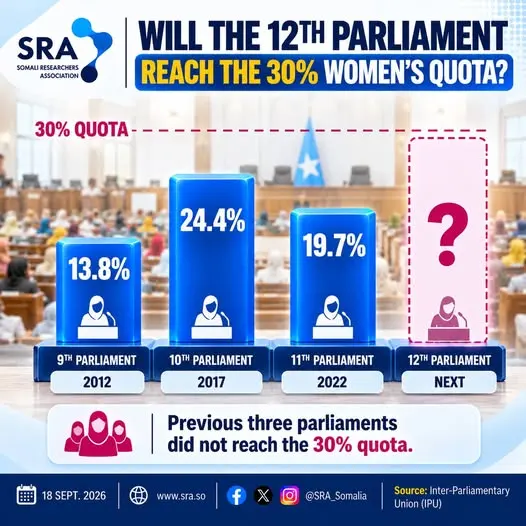 SRA
SOMALI RESEARCHERS
ASSOCIATION
WILL THE 12TH PARLIAMENT
REACH THE 30% WOMEN'S QUOTA?
30% QUOTA
13.8%
24.4%
19.7%
?
9TH PARLIAMENT
2012
10TH PARLIAMENT
2017
11TH PARLIAMENT
2022
12TH PARLIAMENT
NEXT
Previous three parliaments
did not reach the 30% quota.
18 SEPT. 2026
www.sra.so
@SRA_Somalia
Source: Inter-Parliamentary
Union (IPU)